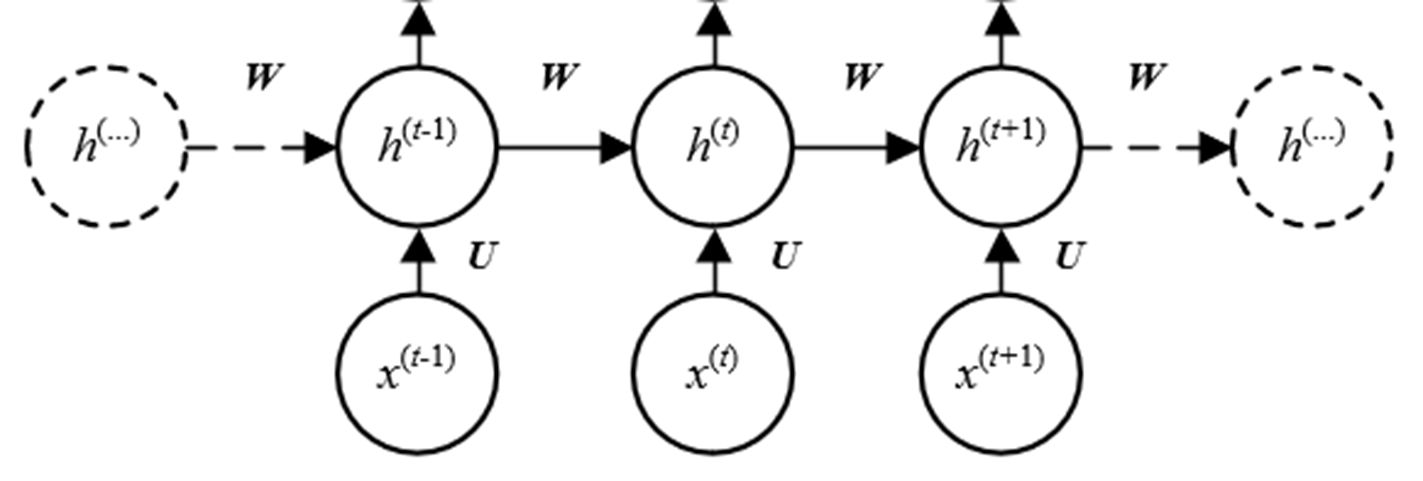 W W W W
h(...) h(t-1) h(t) h(t+1) h(...)
U U U
x(t-1) x(t) x(t+1)